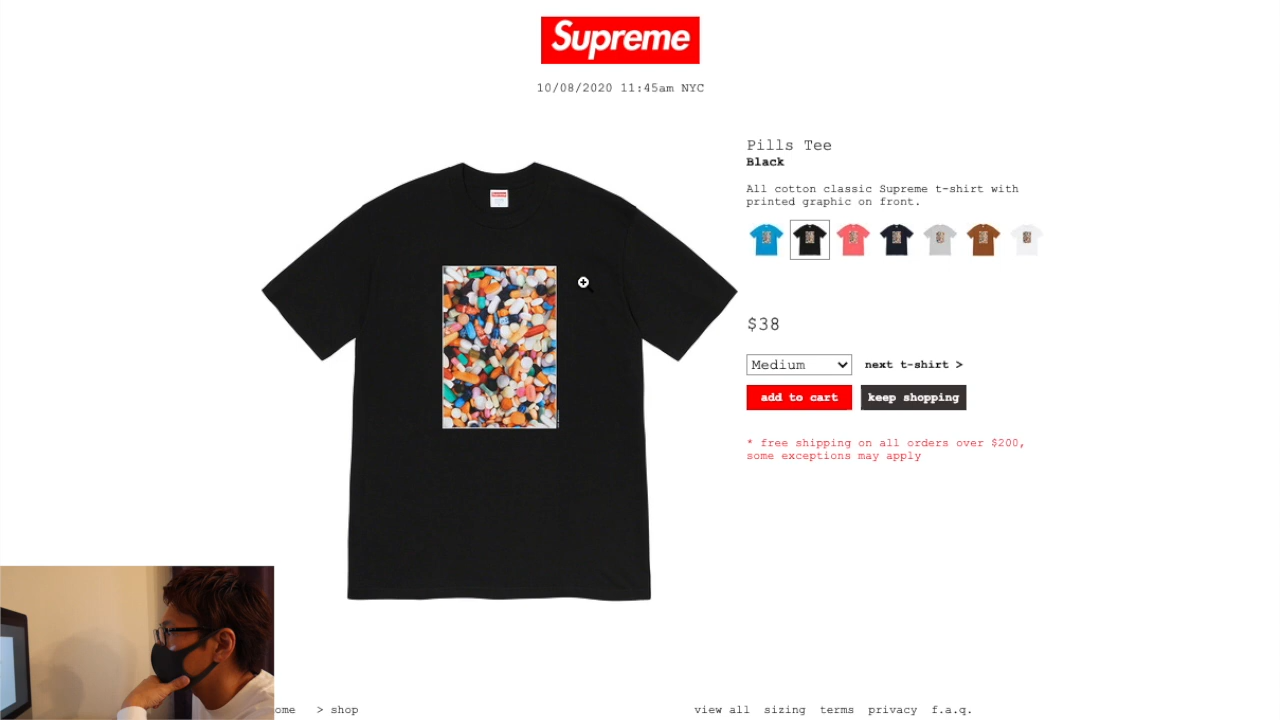 Supreme
10/08/2020 11:45am NYC
Pills Tee
Black
All cotton classic Supreme t-shirt with
printed graphic on front.
$38
Medium
next t-shirt >
add to cart
keep shopping
* free shipping on all orders over $200,
some exceptions may apply
> shop
view all
sizing
terms
privacy
f.a.q.